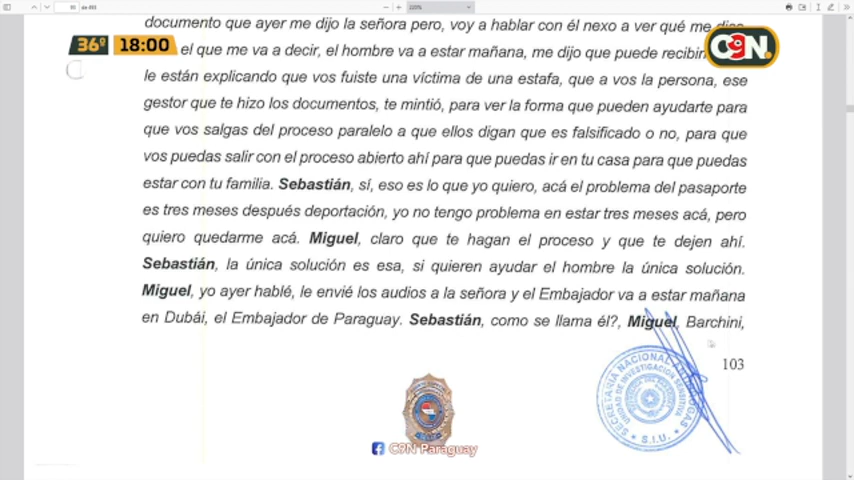 documento que ayer me dijo la señora pero, voy a hablar con él nexo a ver qué me
36º 18:00
C9N
el que me va a decir, el hombre va a estar mañana, me dijo que puede
le están explicando que vos fuiste una víctima de una estafa, que a vos la persona, ese
gestor que te hizo los documentos, te mintió, para ver la forma que pueden ayudarte para
que vos salgas del proceso paralelo a que ellos digan que es falsificado o no, para que
vos puedas salir con el proceso abierto ahí para que puedas ir en tu casa para que puedas
estar con tu familia. Sebastián, sí, eso es lo que yo quiero, acá el problema del pasaporte
es tres meses después deportación, yo no tengo problema en estar tres meses acá, pero
quiero quedarme acá. Miguel, claro que te hagan el proceso y que te dejen ahí.
Sebastián, la única solución es esa, si quieren ayudar el hombre la única solución.
Miguel, yo ayer hablé, le envié los audios a la señora y el Embajador va a estar mañana
en Dubái, el Embajador de Paraguay. Sebastián, como se llama él?, Miguel, Barchini,
103
SECRETARIA NACIONAL ANTIDROGAS
UNIDAD DE INVESTIGACION SENSITIVA
S.I.U.
C9N Paraguay